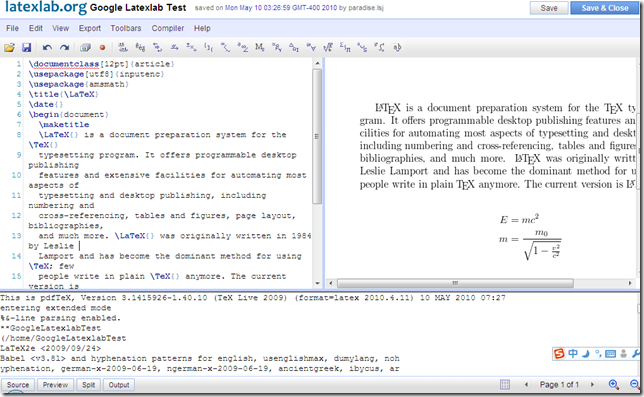 latexlab.org Google Latexlab Test saved on Mon May 10 03:26:59 GMT-400 2010 by paradise.lsj Save Save & Close
File Edit View Export Toolbars Compile Help
1 \documentclass[12pt]{article}
2 \usepackage[utf8]{inputenc}
3 \usepackage{amsmath}
4 \title{\LaTeX}
5 \date{}
6 \begin{document}
7 \maketitle
8 \LaTeX{} is a document preparation system for the
\TeX{}
9 typesetting program. It offers programmable desktop
publishing
10 features and extensive facilities for automating most
aspects of
11 typesetting and desktop publishing, including
numbering and
12 cross-referencing, tables and figures, page layout,
bibliographies,
13 and much more. \LaTeX{} was originally written in 1984
by Leslie
14 Lamport and has become the dominant method for using
\TeX; few
15 people write in plain \TeX{} anymore. The current
version is
LATEX is a document preparation system for the TEX ty
gram. It offers programmable desktop publishing features an
cilities for automating most aspects of typesetting and deskt
including numbering and cross-referencing, tables and figure
bibliographies, and much more. LATEX was originally writt
Leslie Lamport and has become the dominant method for u
people write in plain TEX anymore. The current version is LA
E = mc²
m = m₀ / √(1 − v²/c²)
This is pdfTeX, Version 3.1415926-1.40.10 (TeX Live 2009) (format=latex 2010.4.11) 10 MAY 2010 07:27
entering extended mode
%&-line parsing enabled.
**GoogleLatexlabTest
(/home/GoogleLatexlabTest
LaTeX2e <2009/09/24>
Babel <v3.8l> and hyphenation patterns for english, usenglishmax, dumylang, noh
yphenation, german-x-2009-06-19, ngerman-x-2009-06-19, ancientgreek, ibycus, ar
S 中
Source Preview Split Output Page 1 of 1